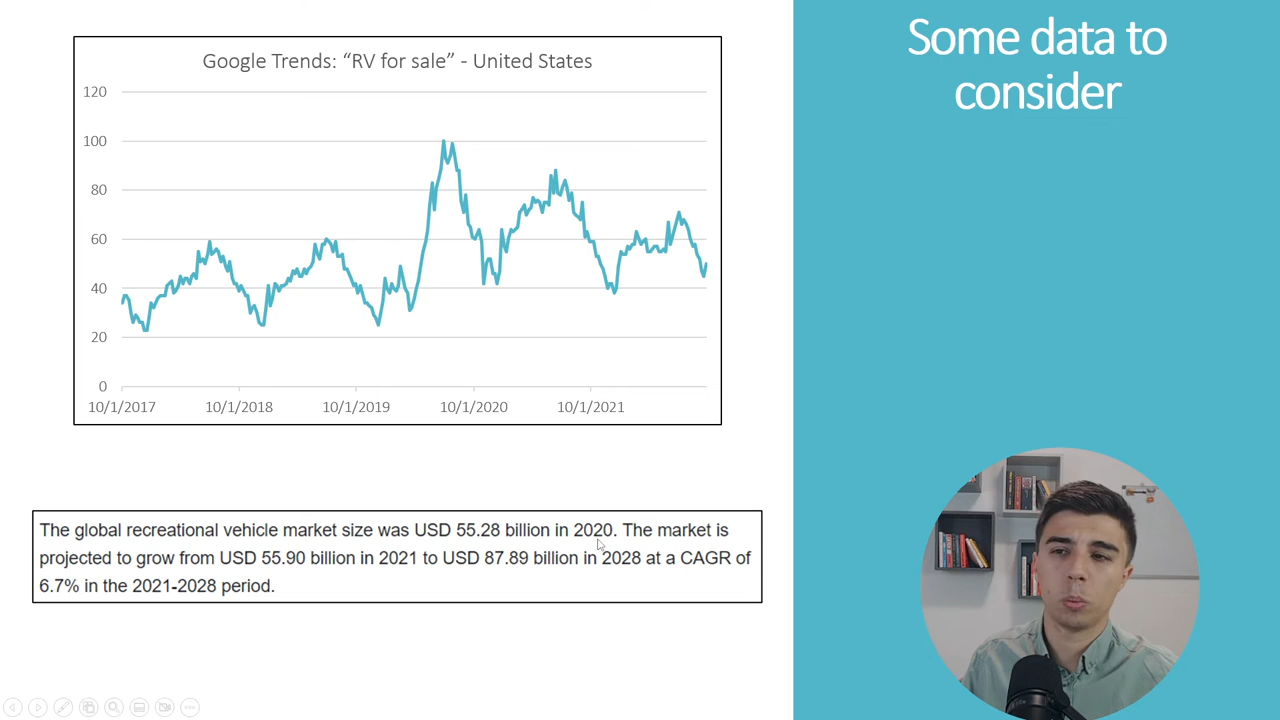 Some data to
consider
Google Trends: “RV for sale” - United States
120
100
80
60
40
20
0
10/1/2017 10/1/2018 10/1/2019 10/1/2020 10/1/2021
The global recreational vehicle market size was USD 55.28 billion in 2020. The market is
projected to grow from USD 55.90 billion in 2021 to USD 87.89 billion in 2028 at a CAGR of
6.7% in the 2021-2028 period.